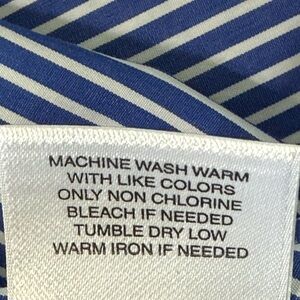 MACHINE WASH WARM
WITH LIKE COLORS
ONLY NON CHLORINE
BLEACH IF NEEDED
TUMBLE DRY LOW
WARM IRON IF NEEDED